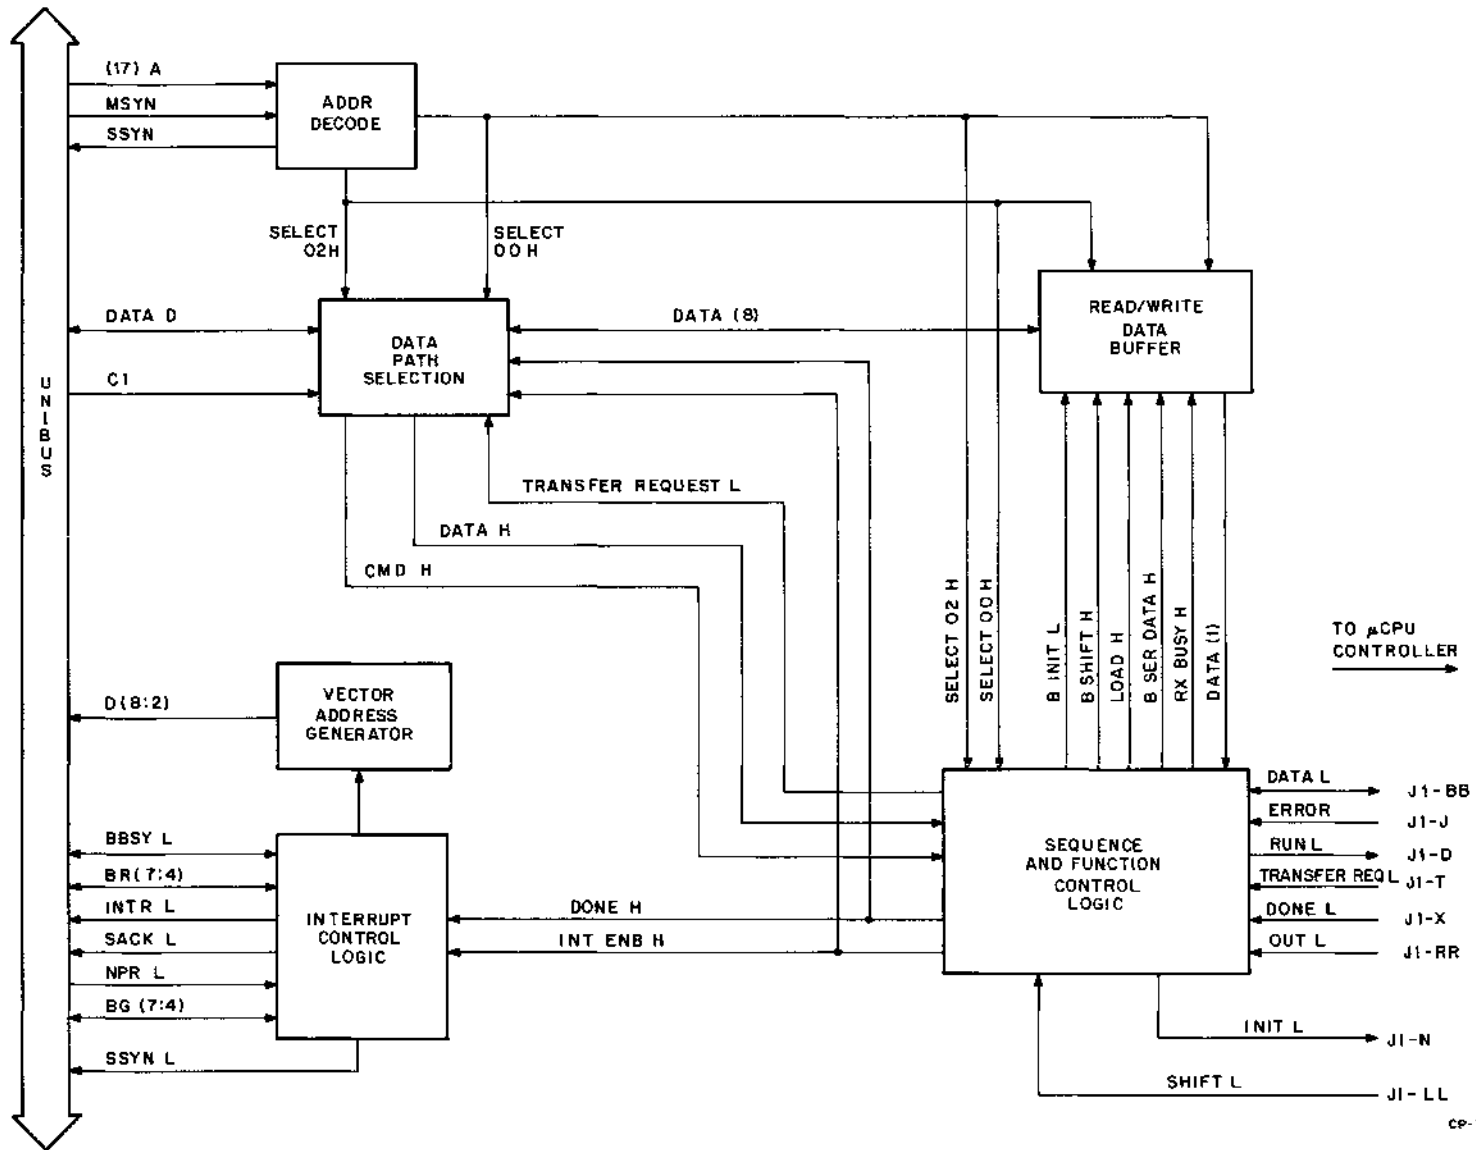 (17) A
MSYN
SSYN
ADDR
DECODE
SELECT
02H
SELECT
00 H
DATA D
C1
DATA
PATH
SELECTION
DATA (8)
READ/WRITE
DATA
BUFFER
UNIBUS
TRANSFER REQUEST L
DATA H
CMD H
SELECT 02 H
SELECT 00 H
B INIT L
B SHIFT H
LOAD H
B SER DATA H
RX BUSY H
DATA (1)
TO μCPU
CONTROLLER
D(8:2)
VECTOR
ADDRESS
GENERATOR
BBSY L
BR(7:4)
INTR L
SACK L
NPR L
BG (7:4)
SSYN L
INTERRUPT
CONTROL
LOGIC
DONE H
INT ENB H
SEQUENCE
AND FUNCTION
CONTROL
LOGIC
DATA L
J1-BB
ERROR
J1-J
RUN L
J1-D
TRANSFER REQ L
J1-T
DONE L
J1-X
OUT L
J1-RR
INIT L
J1-N
SHIFT L
J1-LL
CP-